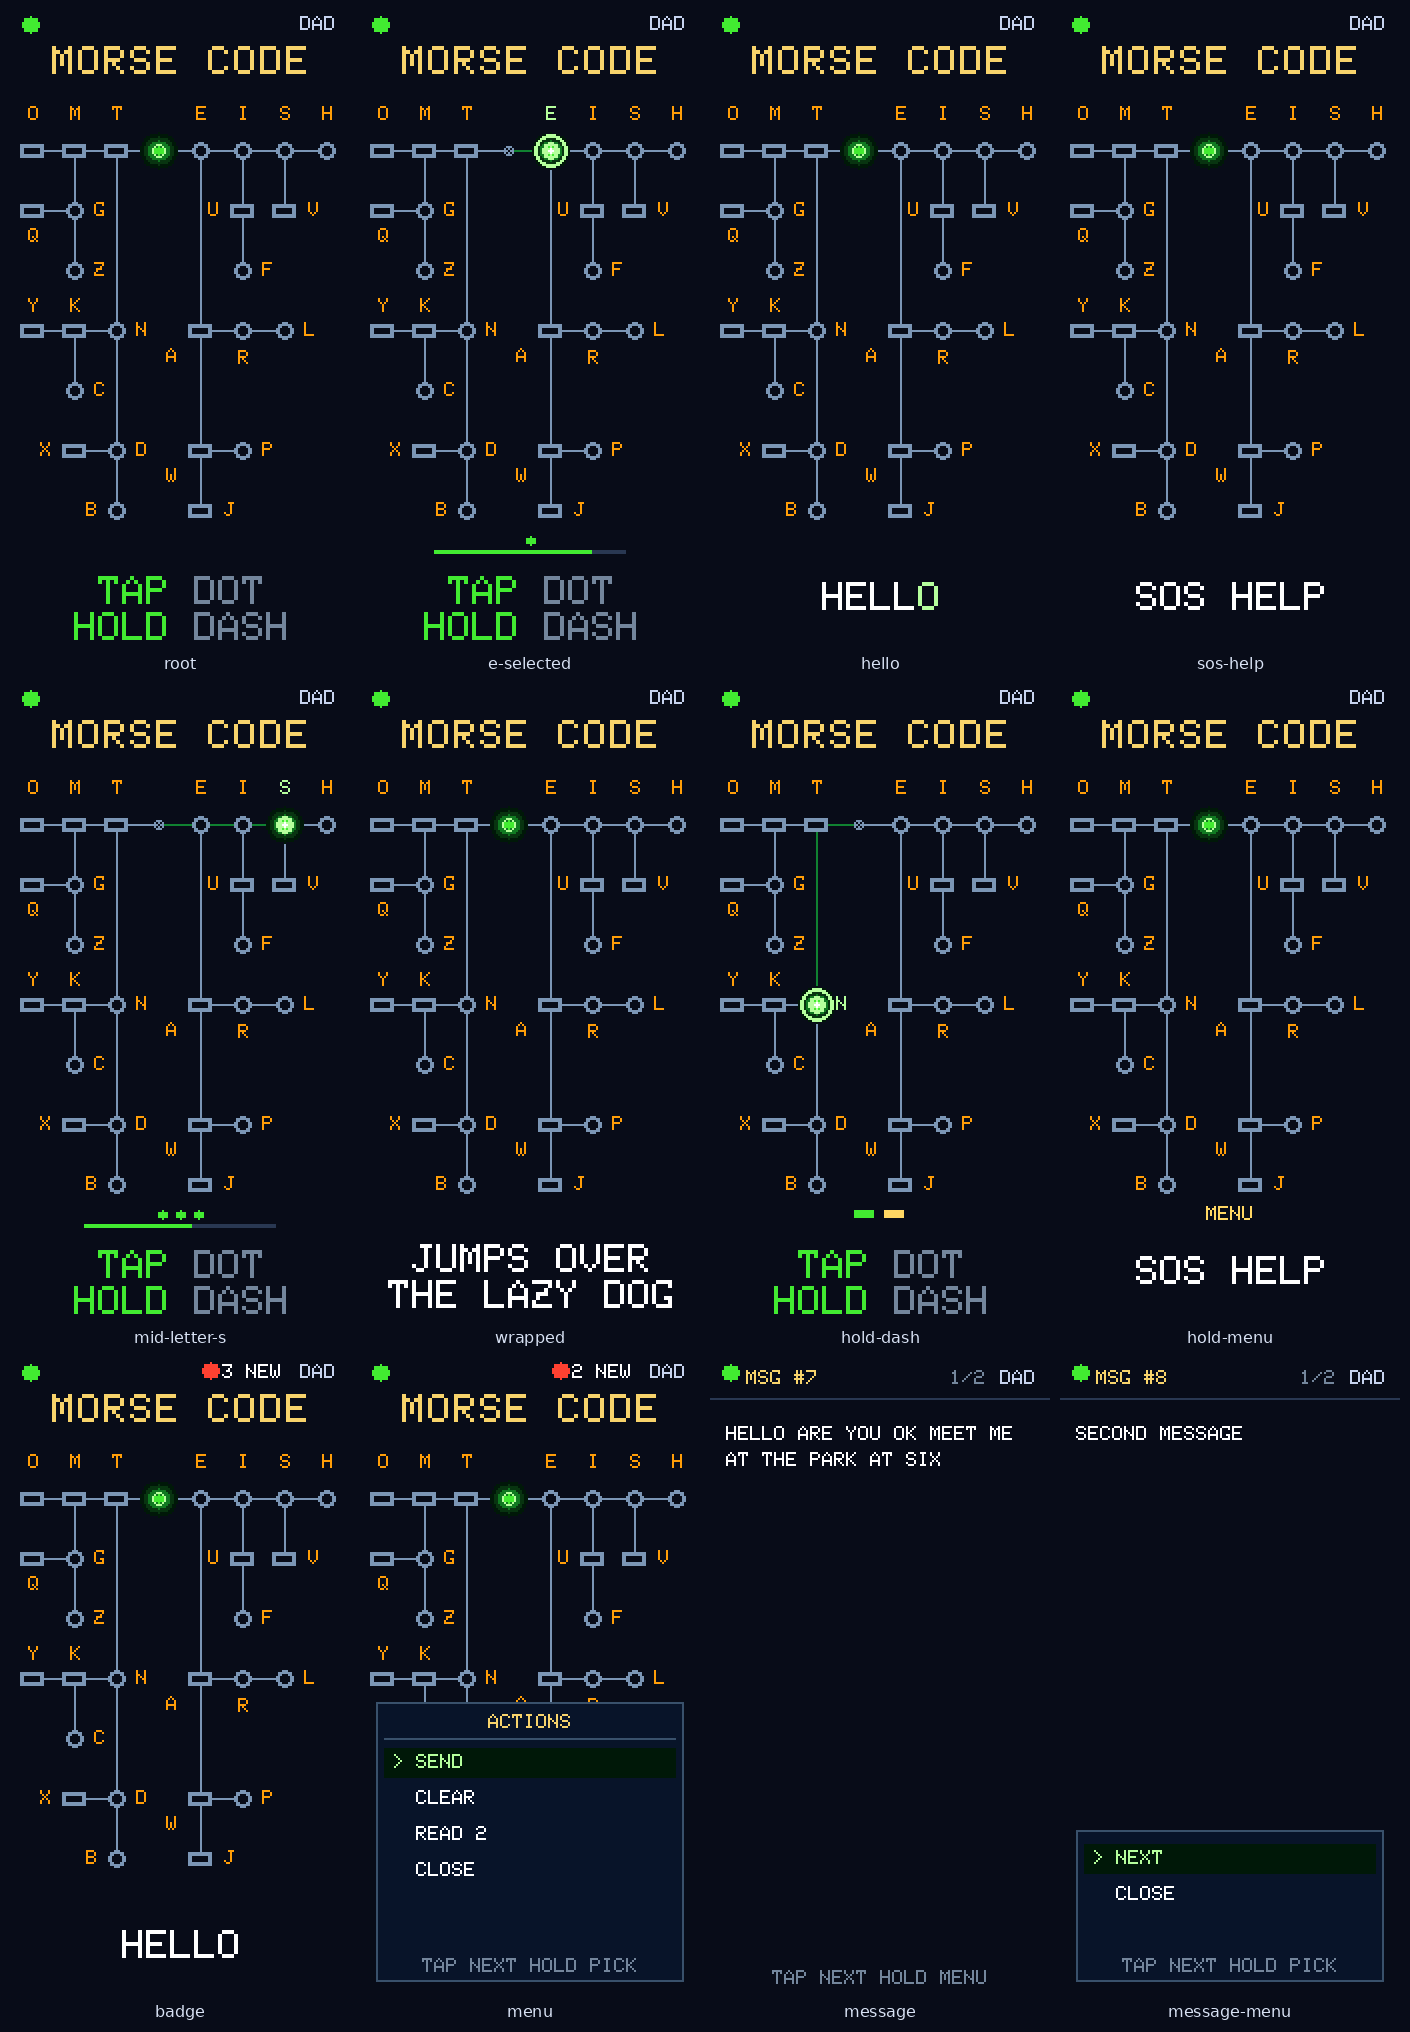 DAD DAD DAD DAD
MORSE CODE MORSE CODE MORSE CODE MORSE CODE
O M T E I S H O M T E I S H O M T E I S H O M T E I S H
G U V G U V G U V G U V
Q Q Q Q
Z F Z F Z F Z F
Y K Y K Y K Y K
N L N L N L N L
A R A R A R A R
C C C C
X D P X D P X D P X D P
W W W W
B J B J B J B J
TAP DOT TAP DOT HELLO SOS HELP
HOLD DASH HOLD DASH
root e-selected hello sos-help
DAD DAD DAD DAD
MORSE CODE MORSE CODE MORSE CODE MORSE CODE
O M T E I S H O M T E I S H O M T E I S H O M T E I S H
G U V G U V G U V G U V
Q Q Q Q
Z F Z F Z F Z F
Y K Y K Y K Y K
N L N L N L N L
A R A R A R A R
C C C C
X D P X D P X D P X D P
W W W W
B J B J B J B J
MENU
TAP DOT JUMPS OVER TAP DOT SOS HELP
HOLD DASH THE LAZY DOG HOLD DASH
mid-letter-s wrapped hold-dash hold-menu
3 NEW DAD 2 NEW DAD MSG #7 1/2 DAD MSG #8 1/2 DAD
MORSE CODE MORSE CODE
HELLO ARE YOU OK MEET ME SECOND MESSAGE
AT THE PARK AT SIX
O M T E I S H O M T E I S H
G U V G U V
Q Q
Z F Z F
Y K Y K
N L N L
A R
ACTIONS
C
> SEND
X D P CLEAR
W
READ 2
B J
> NEXT
CLOSE
CLOSE
HELLO
TAP NEXT HOLD PICK TAP NEXT HOLD MENU TAP NEXT HOLD PICK
badge menu message message-menu